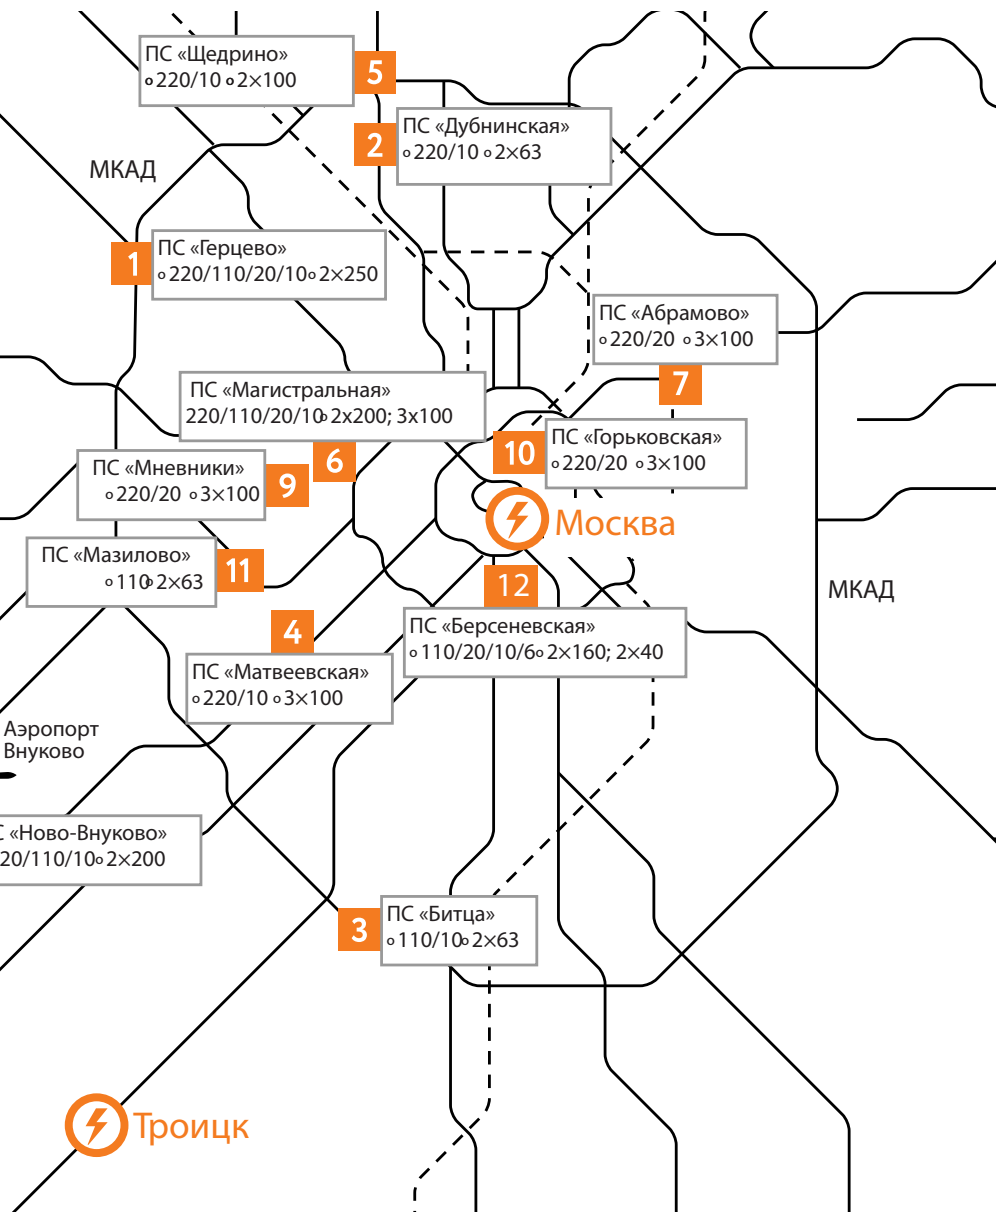 ПС «Щедрино»
220/10 2×100
5
ПС «Дубнинская»
220/10 2×63
2
МКАД
ПС «Герцево»
220/110/20/10 2×250
1
ПС «Абрамово»
220/20 3×100
7
ПС «Магистральная»
220/110/20/10 2x200; 3x100
6
ПС «Горьковская»
220/20 3×100
10
ПС «Мневники»
220/20 3×100
9
Москва
ПС «Мазилово»
110 2×63
11
12
МКАД
ПС «Берсеневская»
110/20/10/6 2×160; 2×40
4
ПС «Матвеевская»
220/10 3×100
Аэропорт
Внуково
С «Ново-Внуково»
20/110/10 2×200
ПС «Битца»
110/10 2×63
3
Троицк